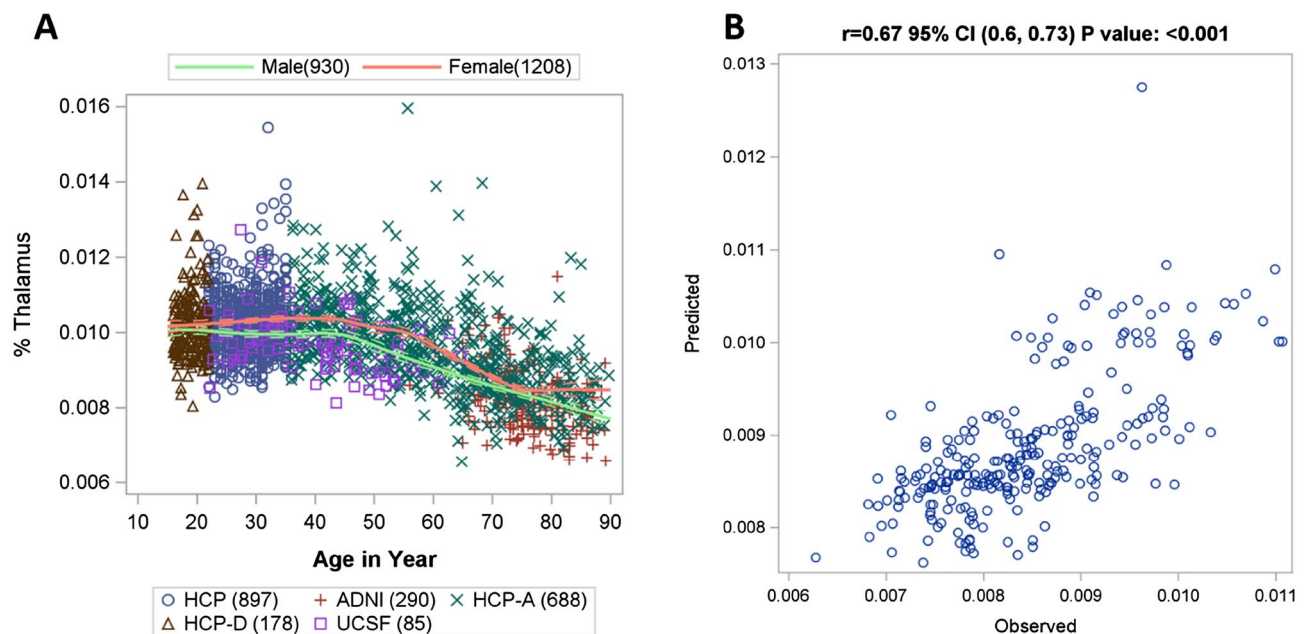 A
Male(930) Female(1208)
0.016
0.014
0.012
0.010
0.008
0.006
% Thalamus
10 20 30 40 50 60 70 80 90
Age in Year
HCP (897) ADNI (290) HCP-A (688)
HCP-D (178) UCSF (85)
B
r=0.67 95% CI (0.6, 0.73) P value: <0.001
0.013
0.012
0.011
0.010
0.009
0.008
Predicted
0.006 0.007 0.008 0.009 0.010 0.011
Observed